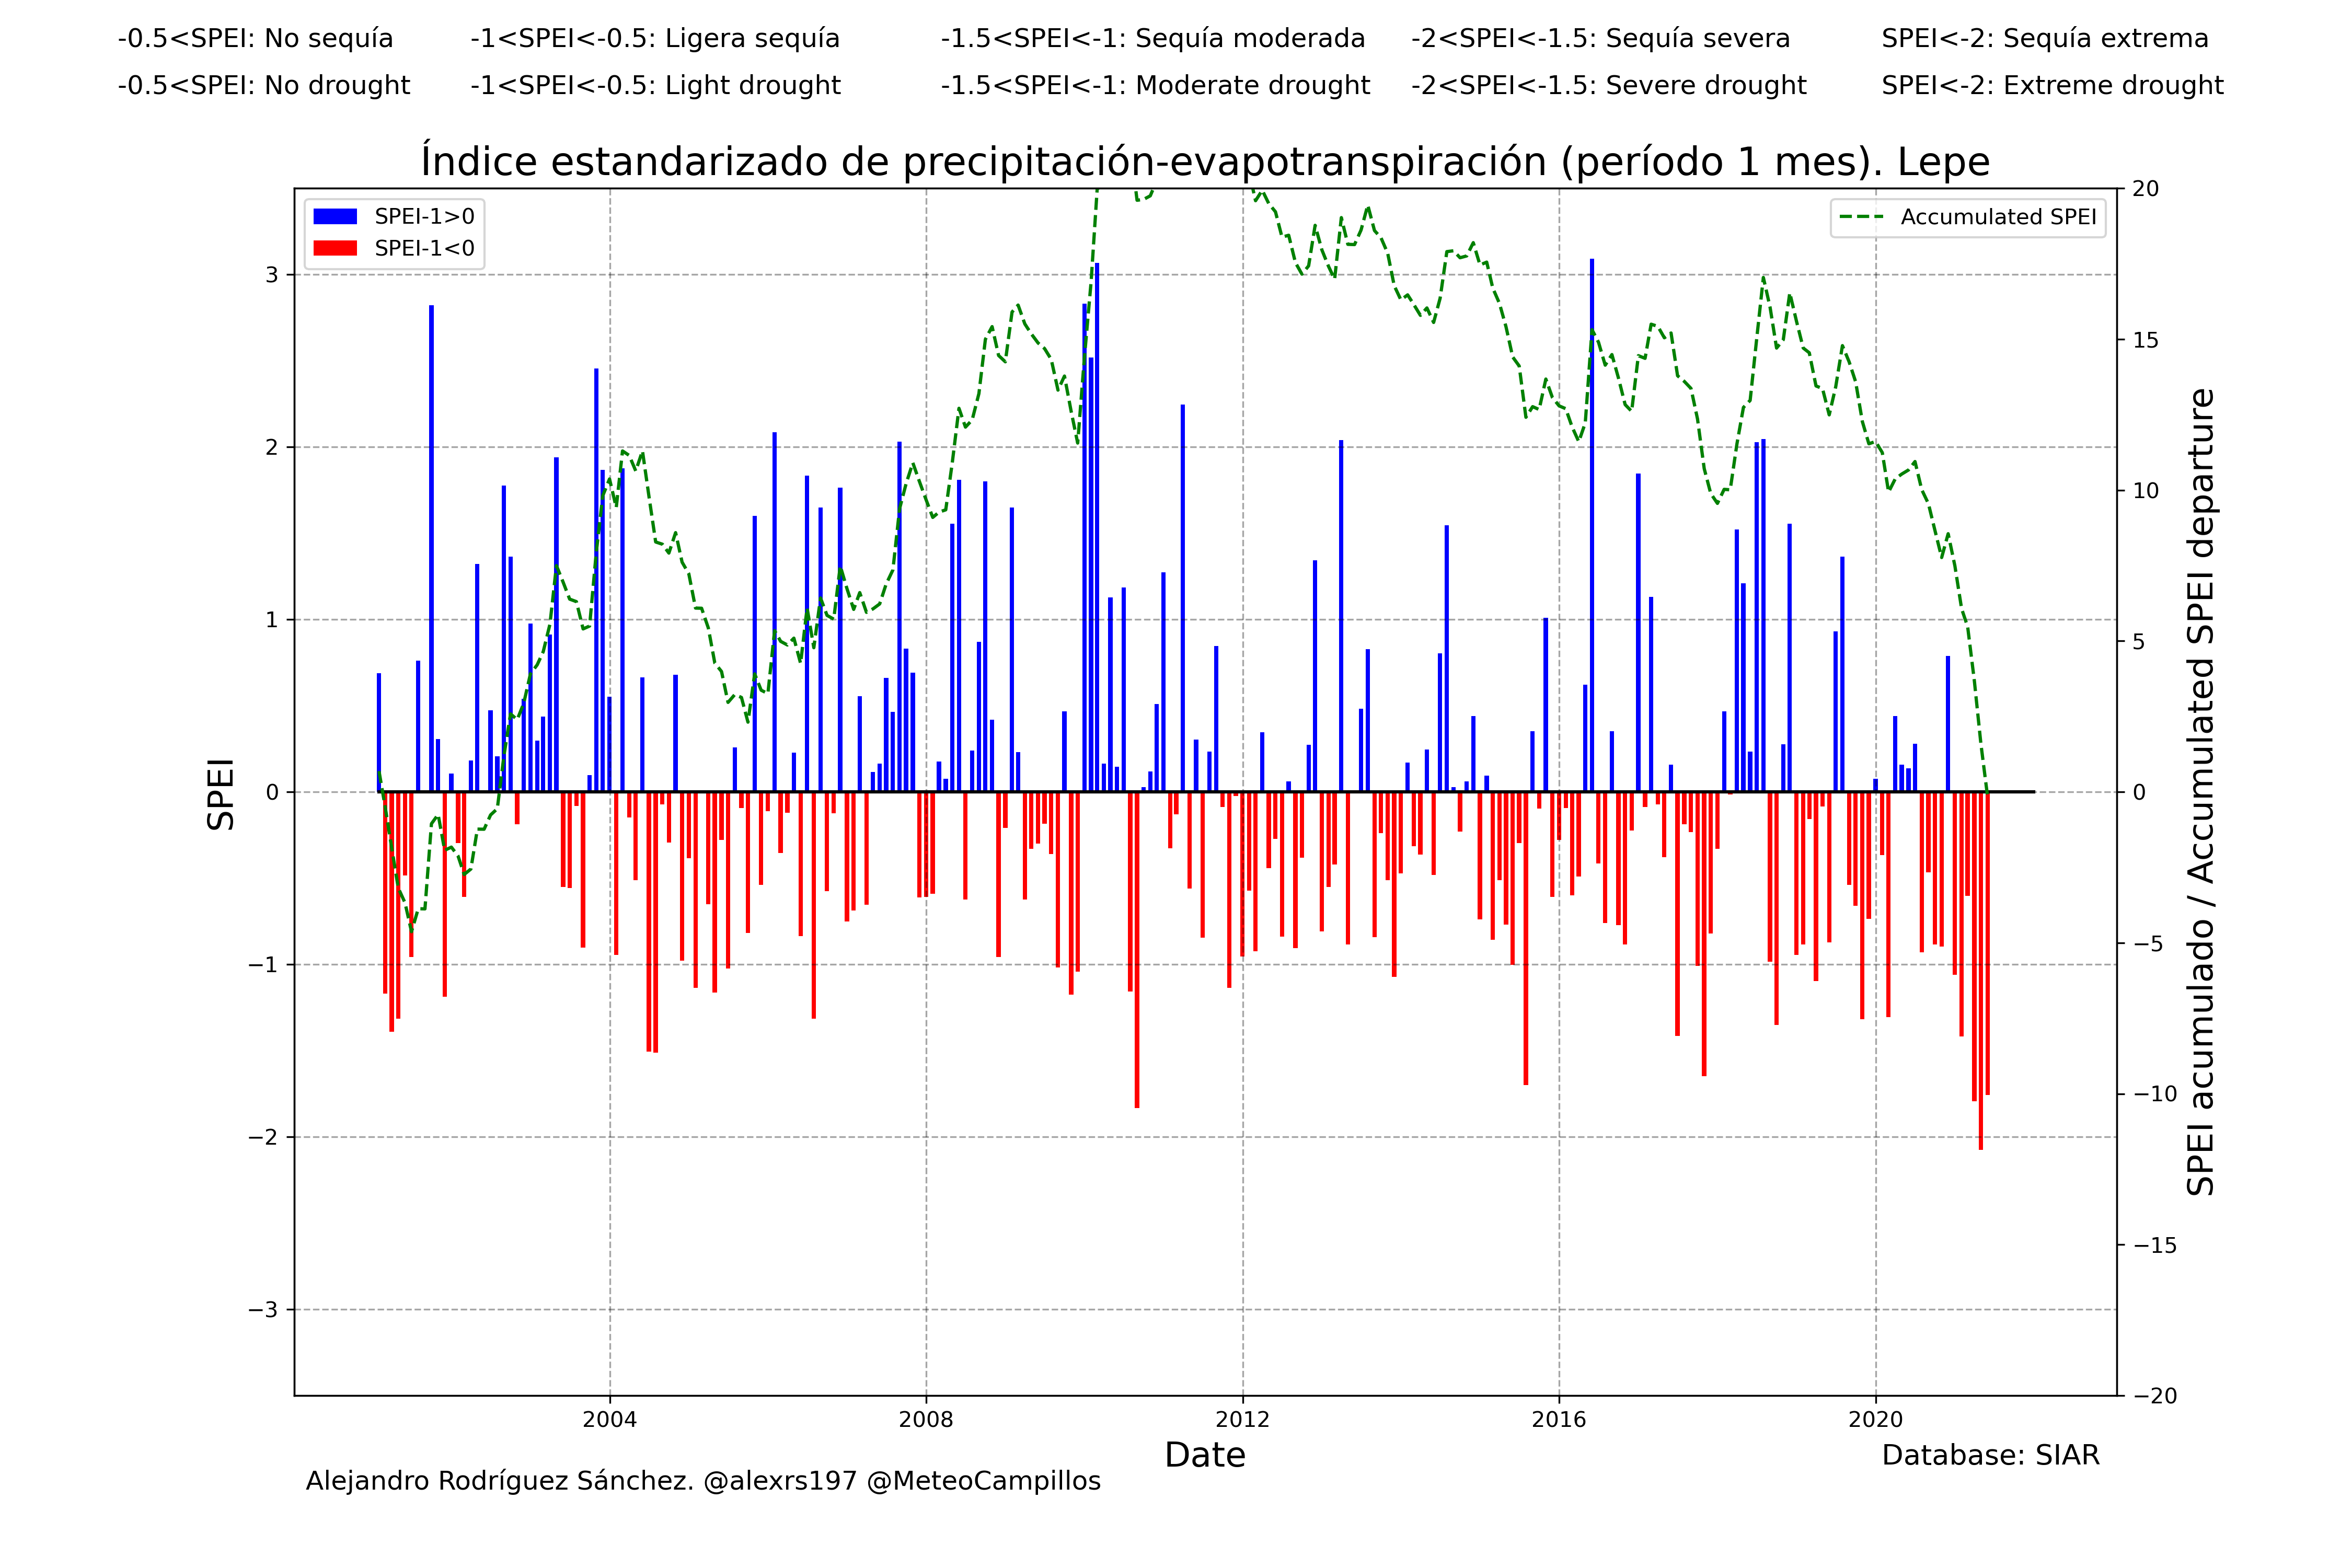 -0.5<SPEI: No sequía -1<SPEI<-0.5: Ligera sequía -1.5<SPEI<-1: Sequía moderada -2<SPEI<-1.5: Sequía severa SPEI<-2: Sequía extrema
-0.5<SPEI: No drought -1<SPEI<-0.5: Light drought -1.5<SPEI<-1: Moderate drought -2<SPEI<-1.5: Severe drought SPEI<-2: Extreme drought
Índice estandarizado de precipitación-evapotranspiración (período 1 mes). Lepe
SPEI-1>0
SPEI-1<0
Accumulated SPEI
SPEI
3
2
1
0
−1
−2
−3
20
15
10
5
0
−5
−10
−15
−20
SPEI acumulado / Accumulated SPEI departure
2004 2008 2012 2016 2020
Date
Database: SIAR
Alejandro Rodríguez Sánchez. @alexrs197 @MeteoCampillos